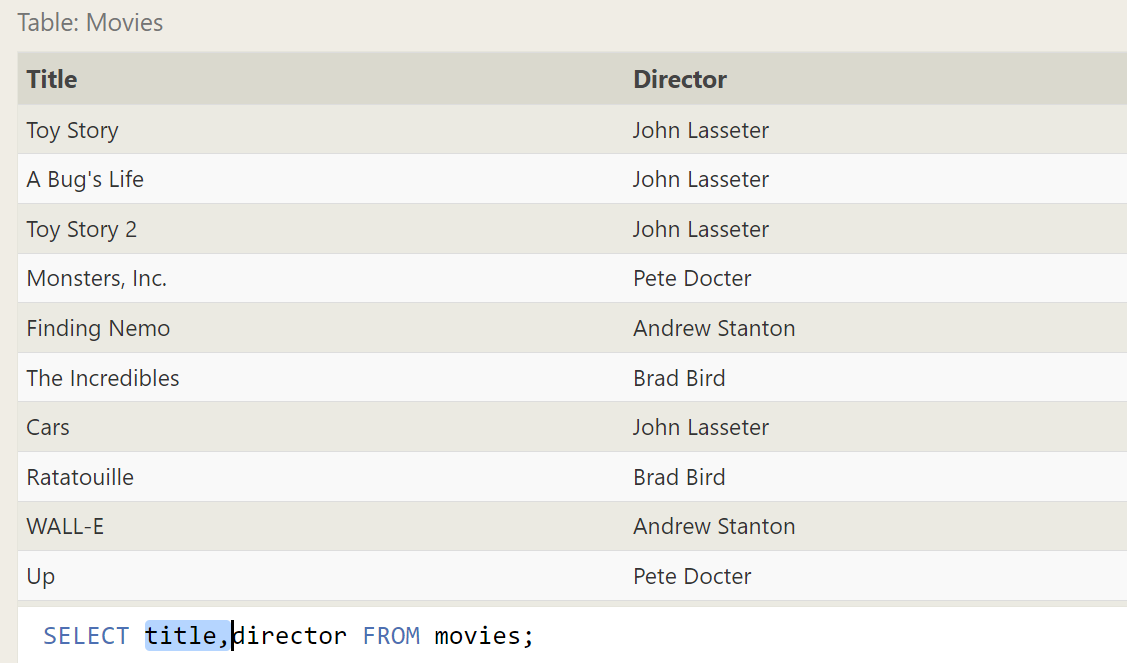 Table: Movies
Title Director
Toy Story John Lasseter
A Bug's Life John Lasseter
Toy Story 2 John Lasseter
Monsters, Inc. Pete Docter
Finding Nemo Andrew Stanton
The Incredibles Brad Bird
Cars John Lasseter
Ratatouille Brad Bird
WALL-E Andrew Stanton
Up Pete Docter
SELECT title,director FROM movies;